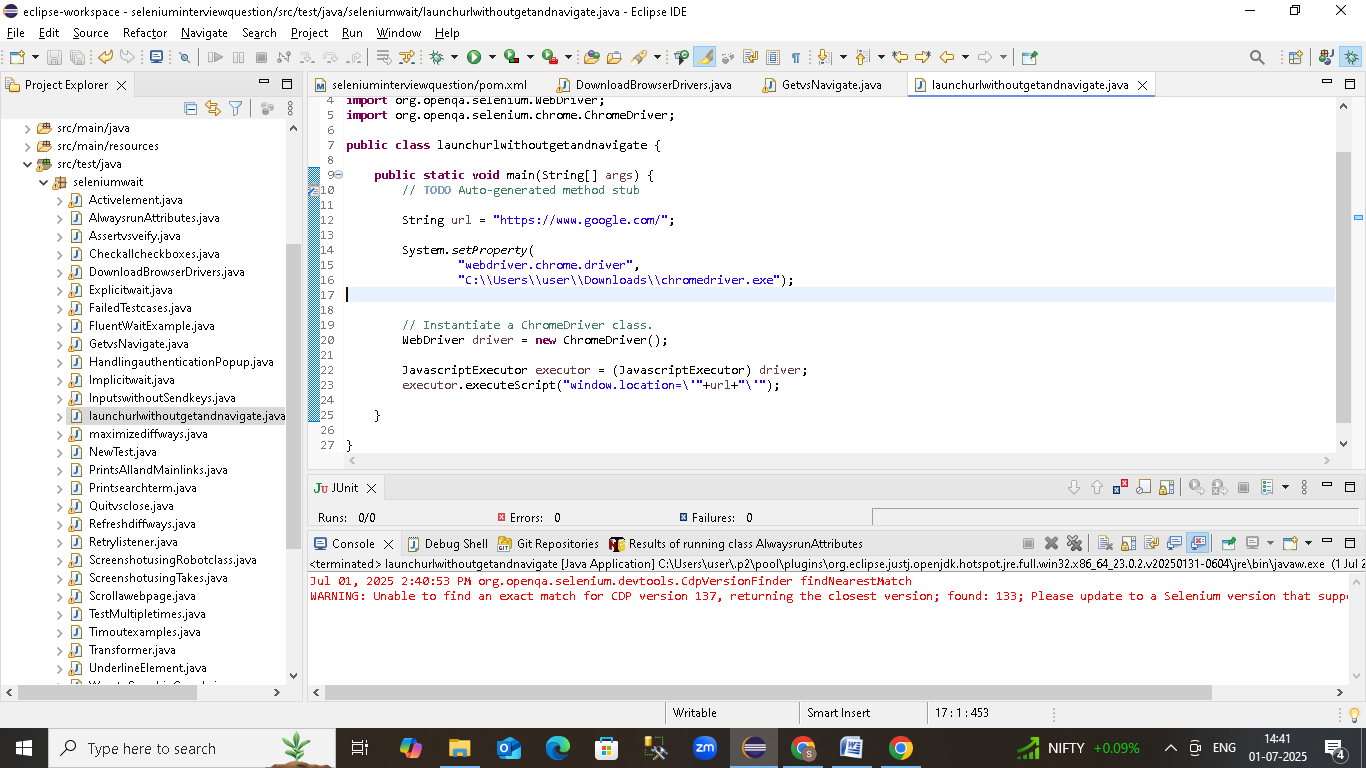 eclipse-workspace - seleniuminterviewquestion/src/test/java/seleniumwait/launchurlwithoutgetandnavigate.java - Eclipse IDE
File Edit Source Refactor Navigate Search Project Run Window Help
Project Explorer
src/main/java
src/main/resources
src/test/java
seleniumwait
Activelement.java
AlwaysrunAttributes.java
Assertvsveify.java
Checkallcheckboxes.java
DownloadBrowserDrivers.java
Explicitwait.java
FailedTestcases.java
FluentWaitExample.java
GetvsNavigate.java
HandlingauthenticationPopup.java
Implicitwait.java
InputswithoutSendkeys.java
launchurlwithoutgetandnavigate.java
maximizediffways.java
NewTest.java
PrintsAllandMainlinks.java
Printsearchterm.java
Quitvsclose.java
Refreshdiffways.java
Retrylistener.java
ScreenshotusingRobotclass.java
ScreenshotusingTakes.java
Scrollawebpage.java
TestMultipletimes.java
Timoutexamples.java
Transformer.java
UnderlineElement.java
seleniuminterviewquestion/pom.xml DownloadBrowserDrivers.java GetvsNavigate.java launchurlwithoutgetandnavigate.java
4 import org.openqa.selenium.WebDriver;
5 import org.openqa.selenium.chrome.ChromeDriver;
6
7 public class launchurlwithoutgetandnavigate {
8
9 public static void main(String[] args) {
10 // TODO Auto-generated method stub
11
12 String url = "https://www.google.com/";
13
14 System.setProperty(
15 "webdriver.chrome.driver",
16 "C:\\Users\\user\\Downloads\\chromedriver.exe");
17
18
19 // Instantiate a ChromeDriver class.
20 WebDriver driver = new ChromeDriver();
21
22 JavascriptExecutor executor = (JavascriptExecutor) driver;
23 executor.executeScript("window.location=\'"+url+"\'");
24
25 }
26
27 }
JUnit
Runs: 0/0 Errors: 0 Failures: 0
Console Debug Shell Git Repositories Results of running class AlwaysrunAttributes
<terminated> launchurlwithoutgetandnavigate [Java Application] C:\Users\user\.p2\pool\plugins\org.eclipse.justj.openjdk.hotspot.jre.full.win32.x86_64_23.0.2.v20250131-0604\jre\bin\javaw.exe (1 Jul 2
Jul 01, 2025 2:40:53 PM org.openqa.selenium.devtools.CdpVersionFinder findNearestMatch
WARNING: Unable to find an exact match for CDP version 137, returning the closest version; found: 133; Please update to a Selenium version that supp
Writable Smart Insert 17 : 1 : 453
Type here to search
NIFTY +0.09% ENG 14:41
01-07-2025
4